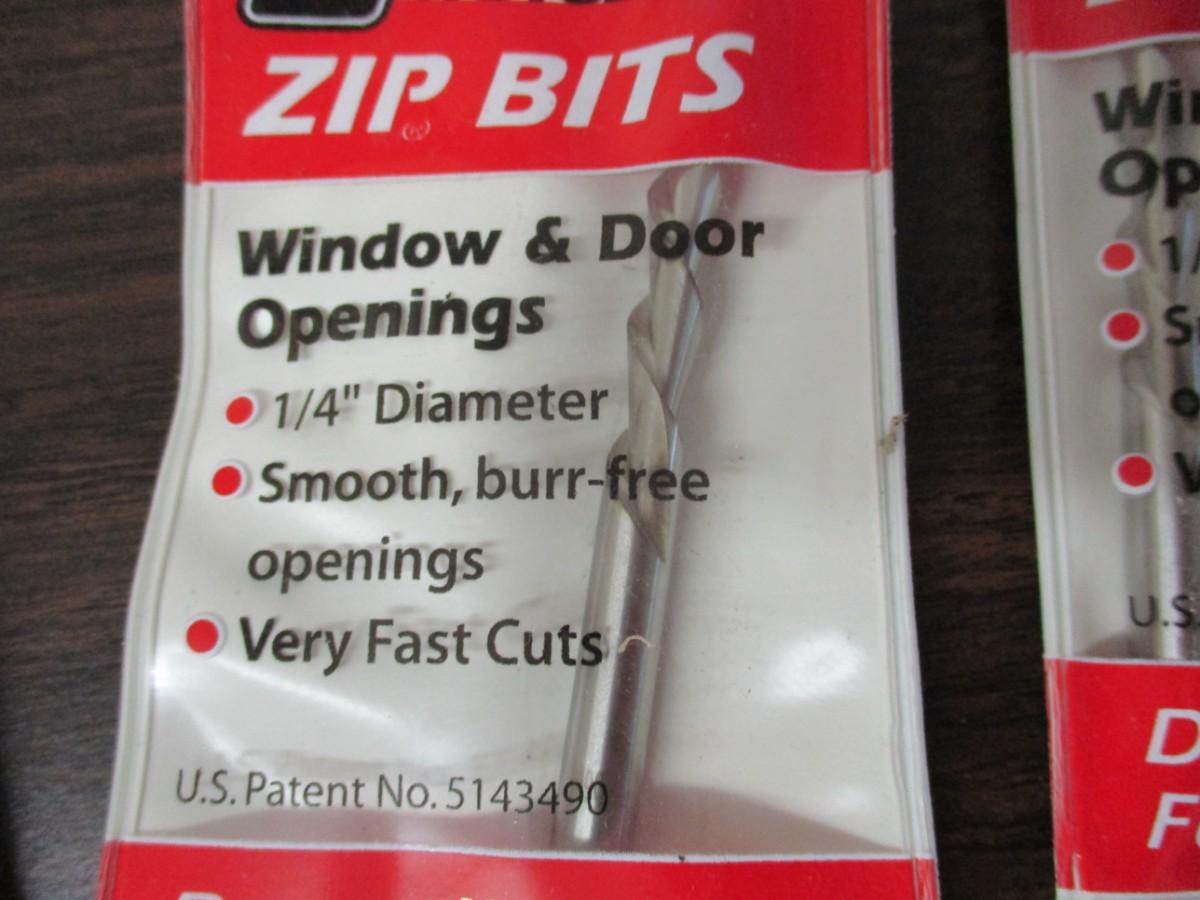 ZIP BITS
Window & Door
Openings
1/4" Diameter
Smooth, burr-free
openings
Very Fast Cuts
U.S. Patent No. 5143490
U.S.